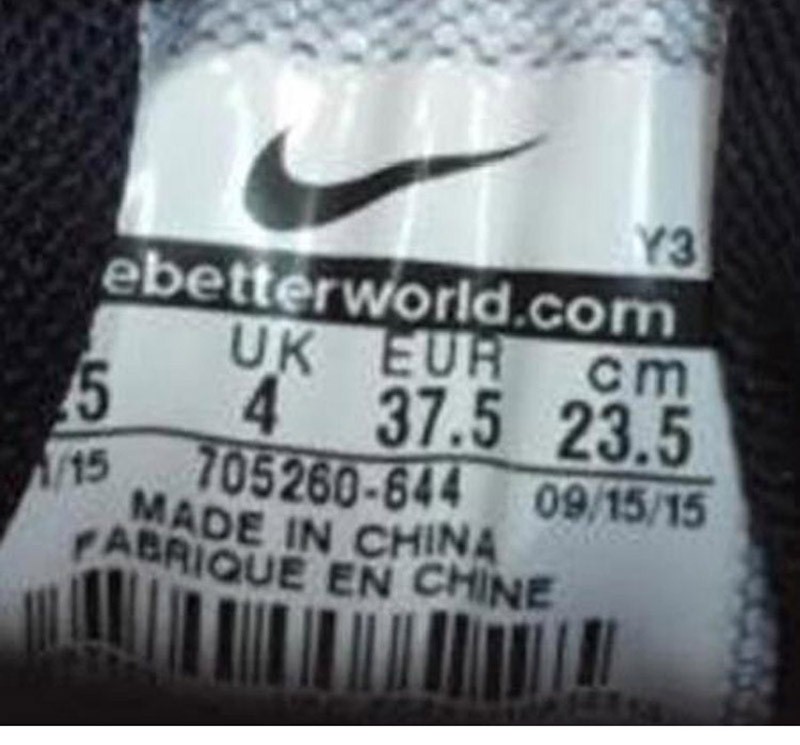 Y3
ebetterworld.com
UK EUR cm
.5 4 37.5 23.5
/15 705260-644 09/15/15
MADE IN CHINA
FABRIQUE EN CHINE